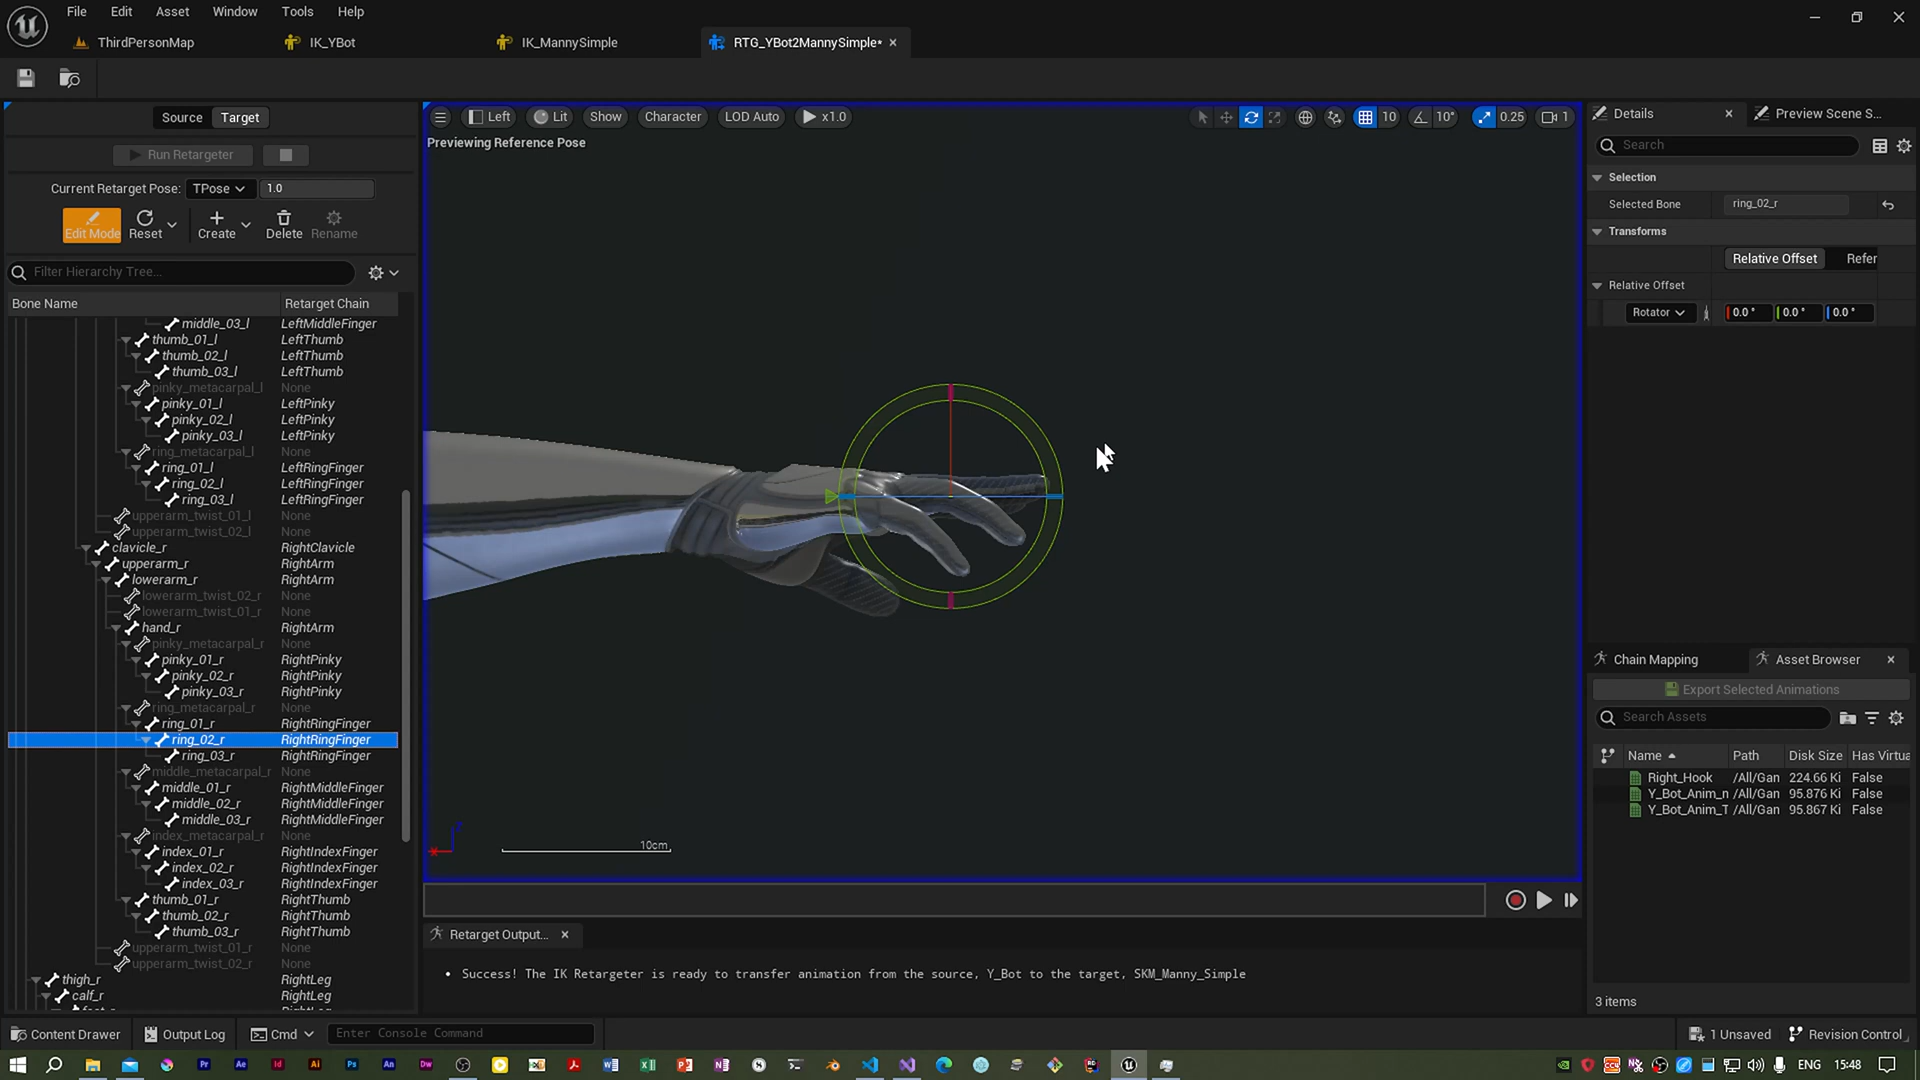 File Edit Asset Window Tools Help
ThirdPersonMap IK_YBot IK_MannySimple RTG_YBot2MannySimple*
Source Target
Run Retargeter
Current Retarget Pose: TPose 1.0
Edit Mode Reset Create Delete Rename
Filter Hierarchy Tree...
Bone Name Retarget Chain
middle_03_l LeftMiddleFinger
thumb_01_l LeftThumb
thumb_02_l LeftThumb
thumb_03_l LeftThumb
pinky_metacarpal_l None
pinky_01_l LeftPinky
pinky_02_l LeftPinky
pinky_03_l LeftPinky
ring_metacarpal_l None
ring_01_l LeftRingFinger
ring_02_l LeftRingFinger
ring_03_l LeftRingFinger
upperarm_twist_01_l None
upperarm_twist_02_l None
clavicle_r RightClavicle
upperarm_r RightArm
lowerarm_r RightArm
lowerarm_twist_02_r None
lowerarm_twist_01_r None
hand_r RightArm
pinky_metacarpal_r None
pinky_01_r RightPinky
pinky_02_r RightPinky
pinky_03_r RightPinky
ring_metacarpal_r None
ring_01_r RightRingFinger
ring_02_r RightRingFinger
ring_03_r RightRingFinger
middle_metacarpal_r None
middle_01_r RightMiddleFinger
middle_02_r RightMiddleFinger
middle_03_r RightMiddleFinger
index_metacarpal_r None
index_01_r RightIndexFinger
index_02_r RightIndexFinger
index_03_r RightIndexFinger
thumb_01_r RightThumb
thumb_02_r RightThumb
thumb_03_r RightThumb
upperarm_twist_01_r None
upperarm_twist_02_r None
thigh_r RightLeg
calf_r RightLeg
Left Lit Show Character LOD Auto x1.0 10 10° 0.25 1
Previewing Reference Pose
10cm
Retarget Output...
• Success! The IK Retargeter is ready to transfer animation from the source, Y_Bot to the target, SKM_Manny_Simple
Details Preview Scene S...
Search
Selection
Selected Bone ring_02_r
Transforms
Relative Offset Refer
Relative Offset
Rotator 0.0 ° 0.0 ° 0.0 °
Chain Mapping Asset Browser
Export Selected Animations
Search Assets
Name Path Disk Size Has Virtua
Right_Hook /All/Gan 224.66 Ki False
Y_Bot_Anim_n /All/Gan 95.876 Ki False
Y_Bot_Anim_T /All/Gan 95.867 Ki False
3 items
Content Drawer Output Log Cmd Enter Console Command 1 Unsaved Revision Control
Pr Ae Id Ai Ps An Dw ENG 15:48